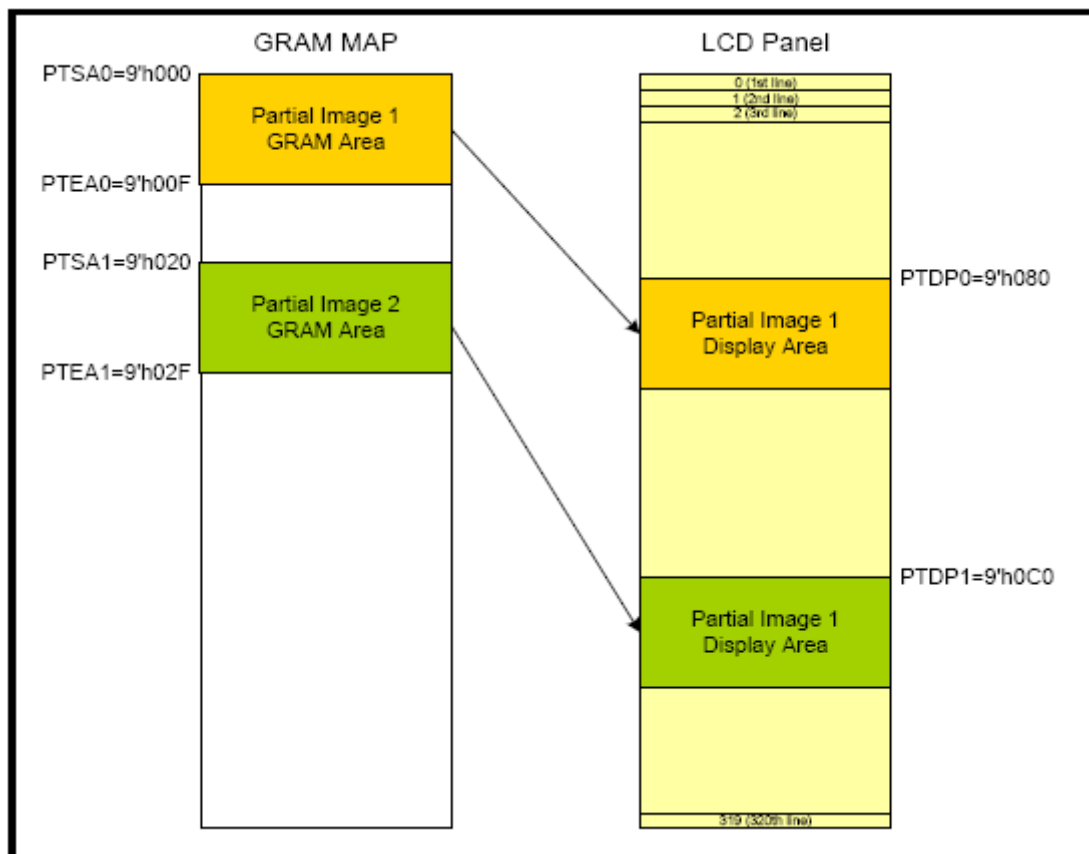 GRAM MAP
LCD Panel
PTSA0=9'h000
Partial Image 1
GRAM Area
PTEA0=9'h00F
PTSA1=9'h020
Partial Image 2
GRAM Area
PTEA1=9'h02F
0 (1st line)
1 (2nd line)
2 (3rd line)
PTDP0=9'h080
Partial Image 1
Display Area
PTDP1=9'h0C0
Partial Image 1
Display Area
319 (320th line)